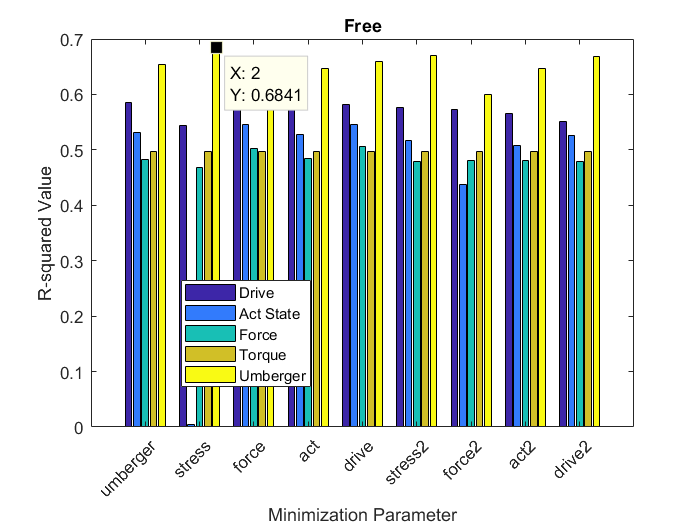 Free
0.7
0.6
0.5
0.4
0.3
0.2
0.1
0
R-squared Value
X: 2
Y: 0.6841
Drive
Act State
Force
Torque
Umberger
umberger
stress
force
act
drive
stress2
force2
act2
drive2
Minimization Parameter